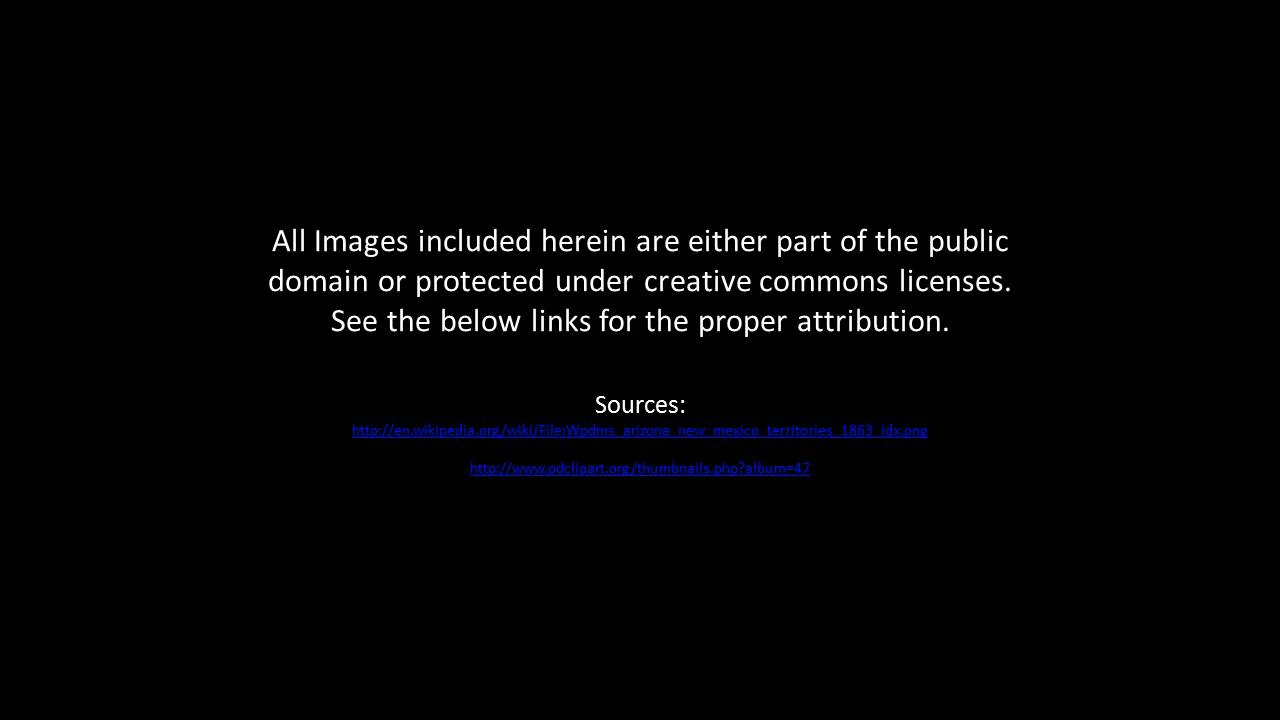 All Images included herein are either part of the public
domain or protected under creative commons licenses.
See the below links for the proper attribution.
Sources:
http://en.wikipedia.org/wiki/File:Wpdms_arizona_new_mexico_territories_1863_idx.png
http://www.pdclipart.org/thumbnails.php?album=47